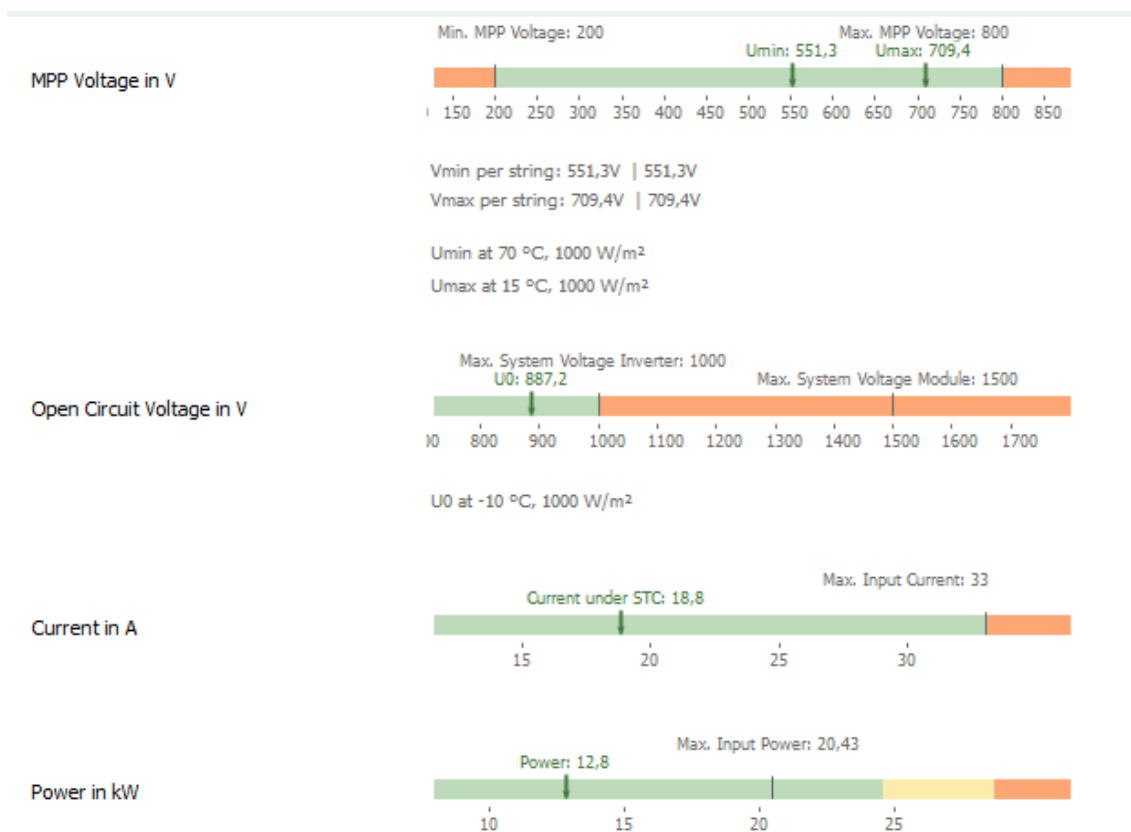 Min. MPP Voltage: 200 Max. MPP Voltage: 800
Umin: 551,3 Umax: 709,4
MPP Voltage in V
150 200 250 300 350 400 450 500 550 600 650 700 750 800 850
Vmin per string: 551,3V | 551,3V
Vmax per string: 709,4V | 709,4V
Umin at 70 °C, 1000 W/m²
Umax at 15 °C, 1000 W/m²
Max. System Voltage Inverter: 1000
U0: 887,2 Max. System Voltage Module: 1500
Open Circuit Voltage in V
800 900 1000 1100 1200 1300 1400 1500 1600 1700
U0 at -10 °C, 1000 W/m²
Max. Input Current: 33
Current under STC: 18,8
Current in A
15 20 25 30
Max. Input Power: 20,43
Power: 12,8
Power in kW
10 15 20 25